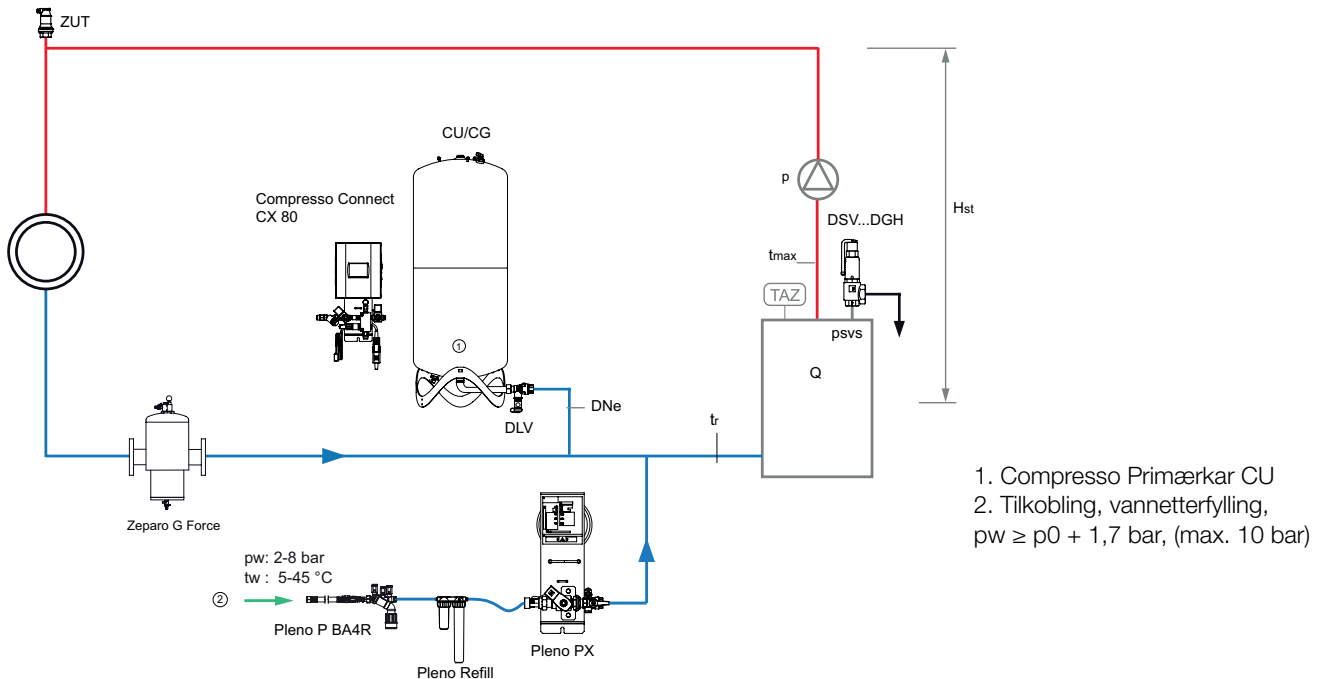 ZUT
CU/CG
Compresso Connect
CX 80
p
Hst
DSV...DGH
tmax
TAZ
psvs
Q
1
DNe
DLV
tr
Zeparo G Force
1. Compresso Primærkar CU
2. Tilkobling, vannetterfylling,
pw ≥ p0 + 1,7 bar, (max. 10 bar)
pw: 2-8 bar
tw : 5-45 °C
2
Pleno P BA4R
Pleno Refill
Pleno PX